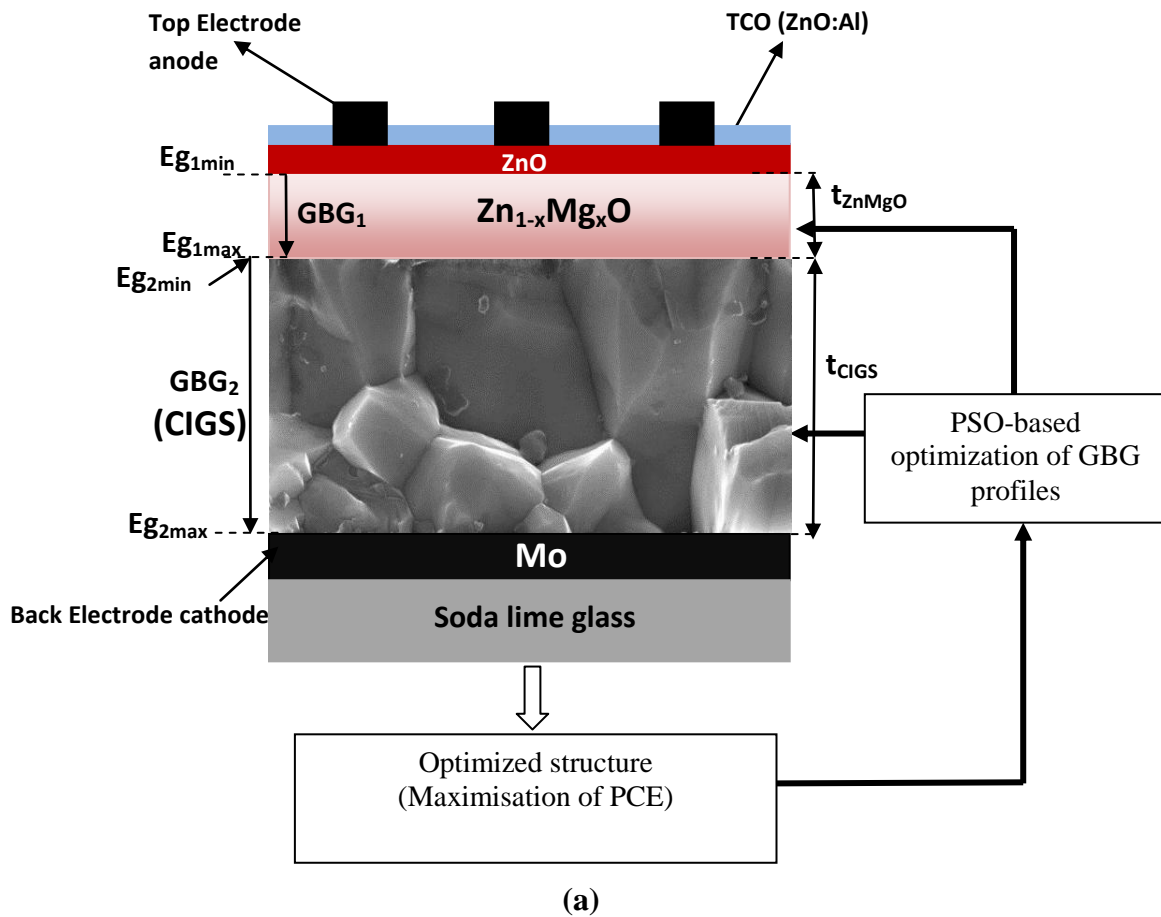 Top Electrode
anode
TCO (ZnO:Al)
Eg1min
ZnO
GBG1
Zn1-xMgxO
tZnMgO
Eg1max
Eg2min
GBG2
(CIGS)
tCIGS
PSO-based
optimization of GBG
profiles
Eg2max
Mo
Back Electrode cathode
Soda lime glass
Optimized structure
(Maximisation of PCE)
(a)